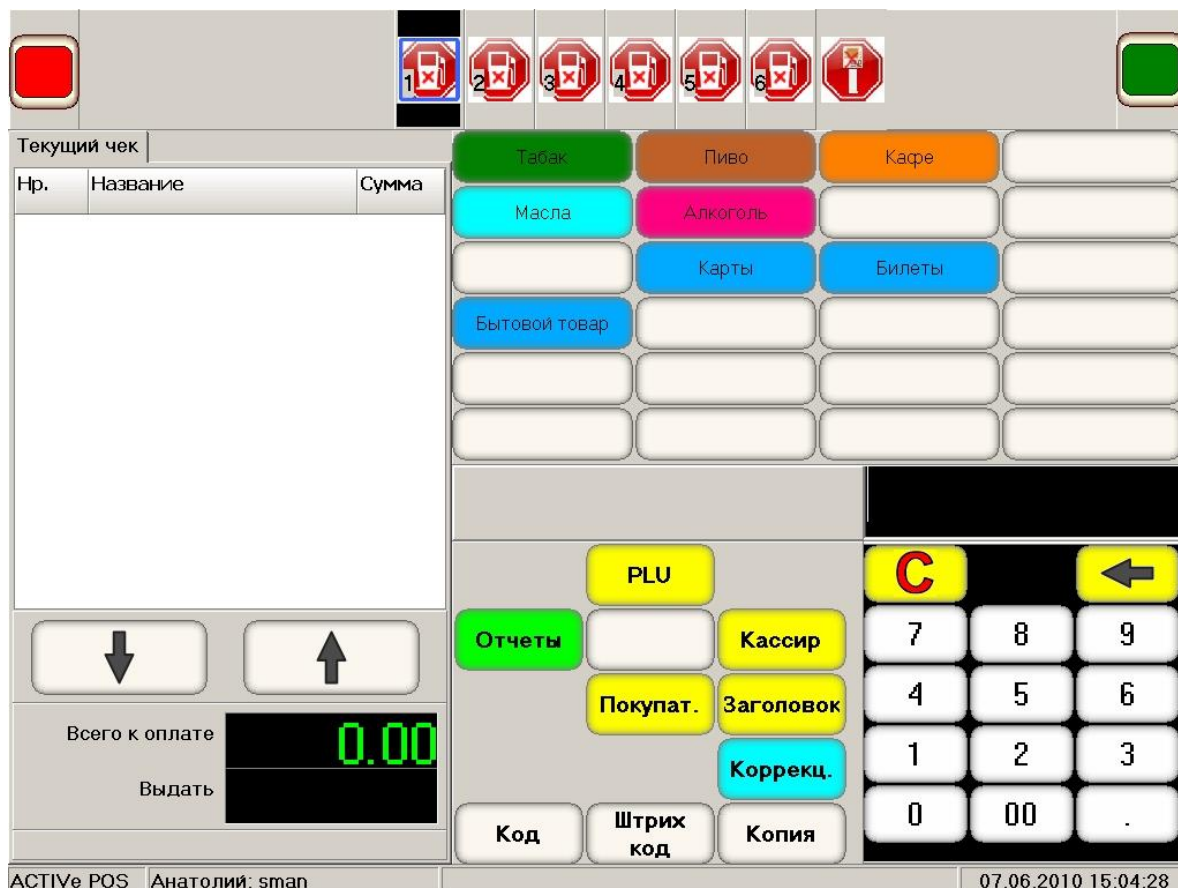 1 2 3 4 5 6
Текущий чек
Нр. Название Сумма
Табак Пиво Кафе
Масла Алкоголь
Карты Билеты
Бытовой товар
PLU
C
Отчеты Кассир
7 8 9
Покупат. Заголовок
4 5 6
Всего к оплате 0.00
Коррекц.
1 2 3
Выдать
Код
Штрих
код
Копия
0 00 .
ACTIVe POS Анатолий: sman 07.06.2010 15:04:28